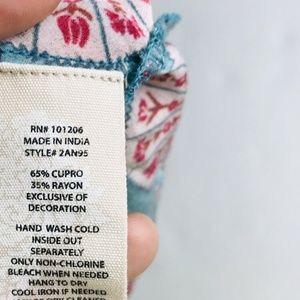 RN# 101206
MADE IN INDIA
STYLE# 2AN95
65% CUPRO
35% RAYON
EXCLUSIVE OF
DECORATION
HAND WASH COLD
INSIDE OUT
SEPARATELY
ONLY NON-CHLORINE
BLEACH WHEN NEEDED
HANG TO DRY
COOL IRON IF NEEDED